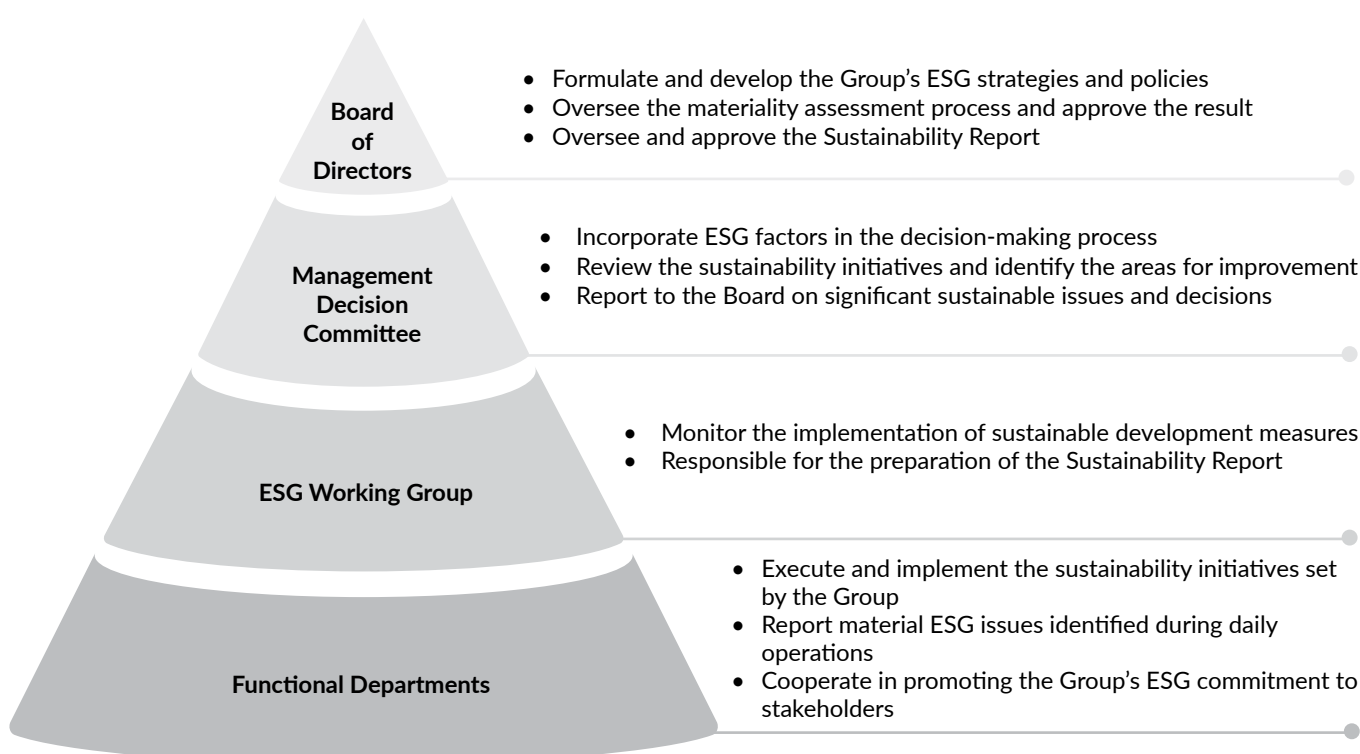 Board
of
Directors
• Formulate and develop the Group’s ESG strategies and policies
• Oversee the materiality assessment process and approve the result
• Oversee and approve the Sustainability Report
Management
Decision
Committee
• Incorporate ESG factors in the decision-making process
• Review the sustainability initiatives and identify the areas for improvement
• Report to the Board on significant sustainable issues and decisions
ESG Working Group
• Monitor the implementation of sustainable development measures
• Responsible for the preparation of the Sustainability Report
Functional Departments
• Execute and implement the sustainability initiatives set
by the Group
• Report material ESG issues identified during daily
operations
• Cooperate in promoting the Group’s ESG commitment to
stakeholders